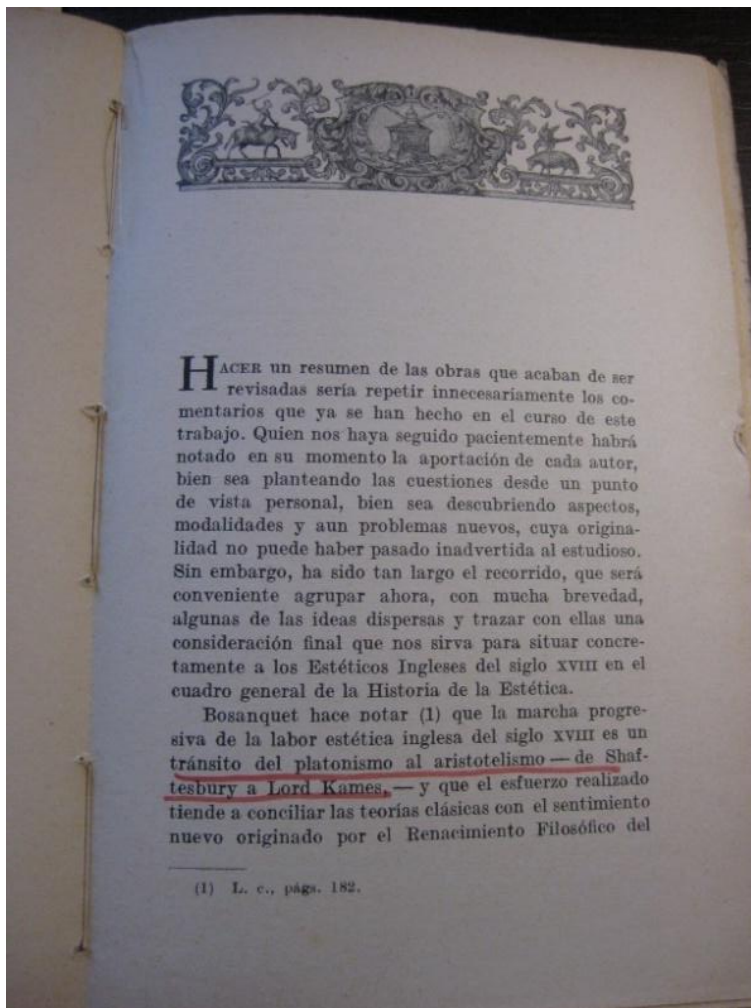 HACER un resumen de las obras que acaban de ser
revisadas sería repetir innecesariamente los co-
mentarios que ya se han hecho en el curso de este
trabajo. Quien nos haya seguido pacientemente habrá
notado en su momento la aportación de cada autor,
bien sea planteando las cuestiones desde un punto
de vista personal, bien sea descubriendo aspectos,
modalidades y aun problemas nuevos, cuya origina-
lidad no puede haber pasado inadvertida al estudioso.
Sin embargo, ha sido tan largo el recorrido, que será
conveniente agrupar ahora, con mucha brevedad,
algunas de las ideas dispersas y trazar con ellas una
consideración final que nos sirva para situar concre-
tamente a los Estéticos Ingleses del siglo XVIII en el
cuadro general de la Historia de la Estética.
Bosanquet hace notar (1) que la marcha progre-
siva de la labor estética inglesa del siglo XVIII es un
tránsito del platonismo al aristotelismo — de Shaf-
tesbury a Lord Kames, — y que el esfuerzo realizado
tiende a conciliar las teorías clásicas con el sentimiento
nuevo originado por el Renacimiento Filosófico del
(1) L. c., págs. 182.